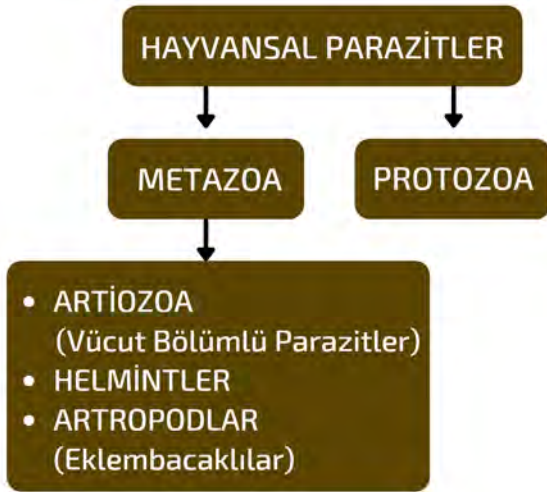 HAYVANSAL PARAZİTLER
METAZOA
PROTOZOA
• ARTİOZOA
(Vücut Bölümlü Parazitler)
• HELMİNTLER
• ARTROPODLAR
(Eklembacaklılar)